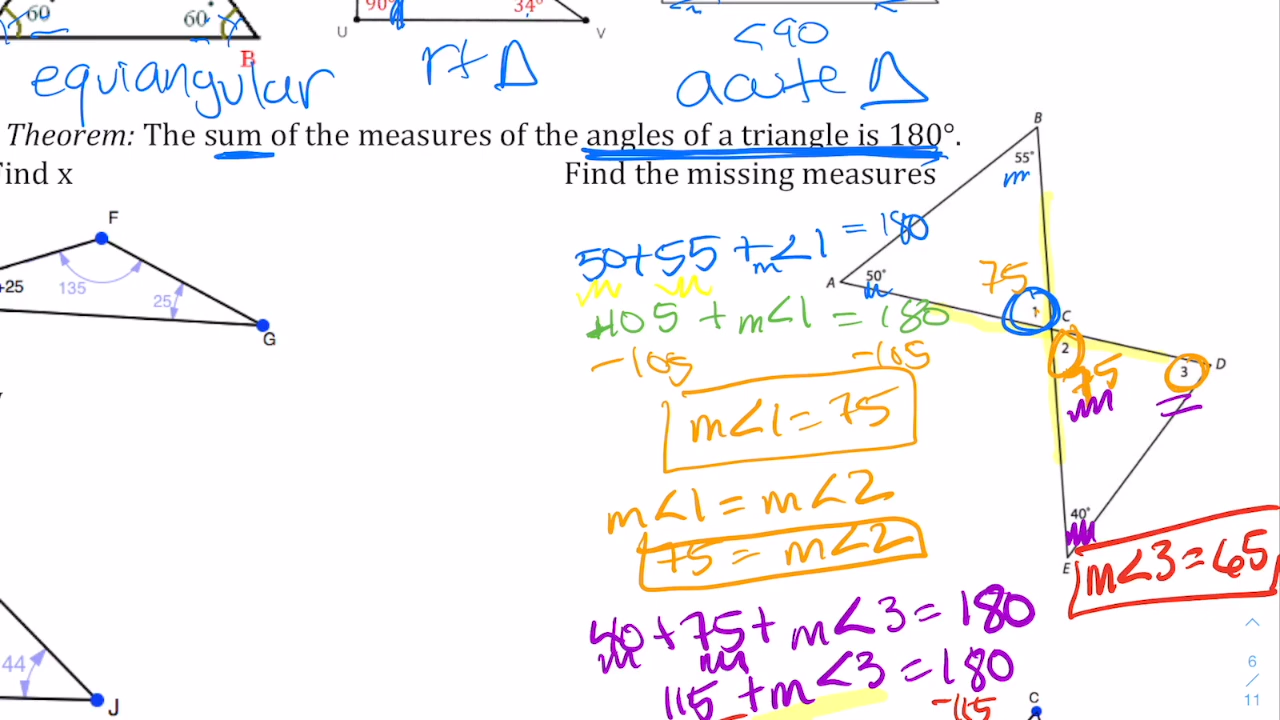 60° 60°
B
90° 34°
U V
<90
equiangular rt Δ acute Δ
Theorem: The sum of the measures of the angles of a triangle is 180°.
Find x
Find the missing measures
F
+25 135 25
G
44
J
B
55°
A 50°
75 1 C
2
75
3 D
40°
E
50+55 +m<1 = 180
105 + m<1 = 180
-105 -105
m<1=75
m<1 = m<2
75 = m<2
40+75+ m<3=180
115 +m<3 =180
-115
m<3=65
C
6
/
11